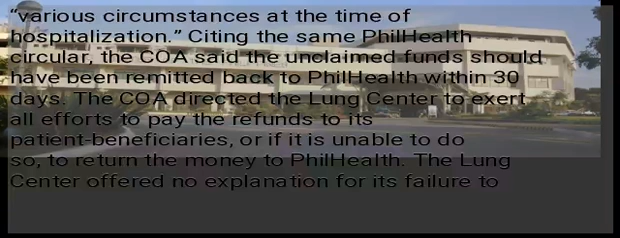 “various circumstances at the time of
hospitalization.” Citing the same PhilHealth
circular, the COA said the unclaimed funds should
have been remitted back to PhilHealth within 30
days. The COA directed the Lung Center to exert
all efforts to pay the refunds to its
patient-beneficiaries, or if it is unable to do
so, to return the money to PhilHealth. The Lung
Center offered no explanation for its failure to